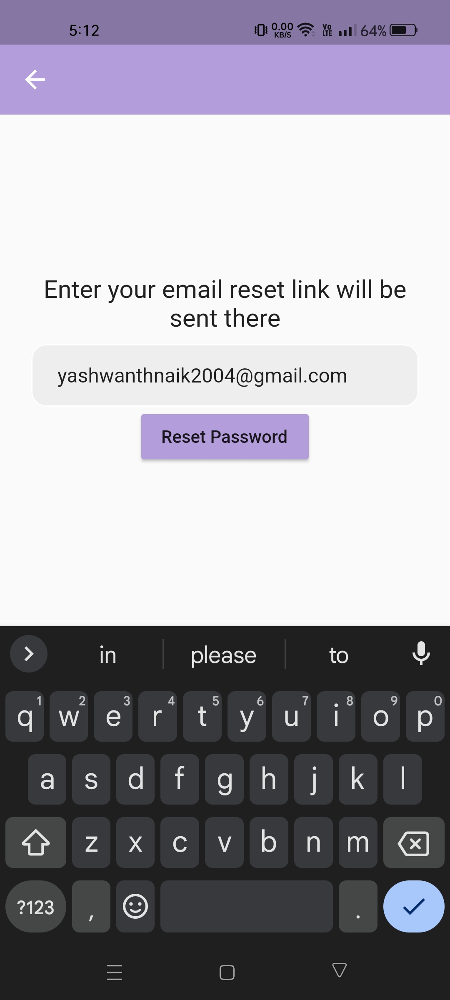 5:12 0.00 KB/S Vo LTE 64%
Enter your email reset link will be
sent there
yashwanthnaik2004@gmail.com
Reset Password
in please to
q1 w2 e3 r4 t5 y6 u7 i8 o9 p0
a s d f g h j k l
z x c v b n m
?123 , .